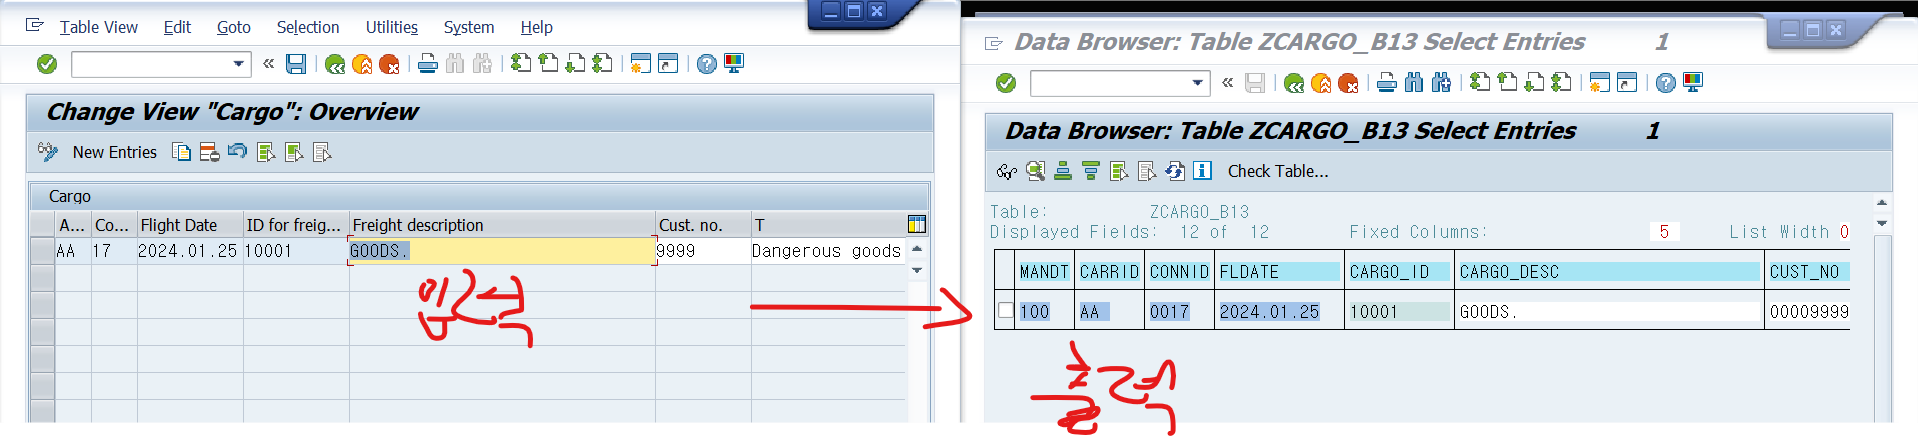 Table View Edit Goto Selection Utilities System Help
Change View "Cargo": Overview
New Entries
Cargo
A... Co... Flight Date ID for freig... Freight description Cust. no. T
AA 17 2024.01.25 10001 GOODS. 9999 Dangerous goods
입력
Data Browser: Table ZCARGO_B13 Select Entries 1
Data Browser: Table ZCARGO_B13 Select Entries 1
Check Table...
Table: ZCARGO_B13
Displayed Fields: 12 of 12 Fixed Columns: 5 List Width 0
MANDT CARRID CONNID FLDATE CARGO_ID CARGO_DESC CUST_NO
100 AA 0017 2024.01.25 10001 GOODS. 00009999
출력